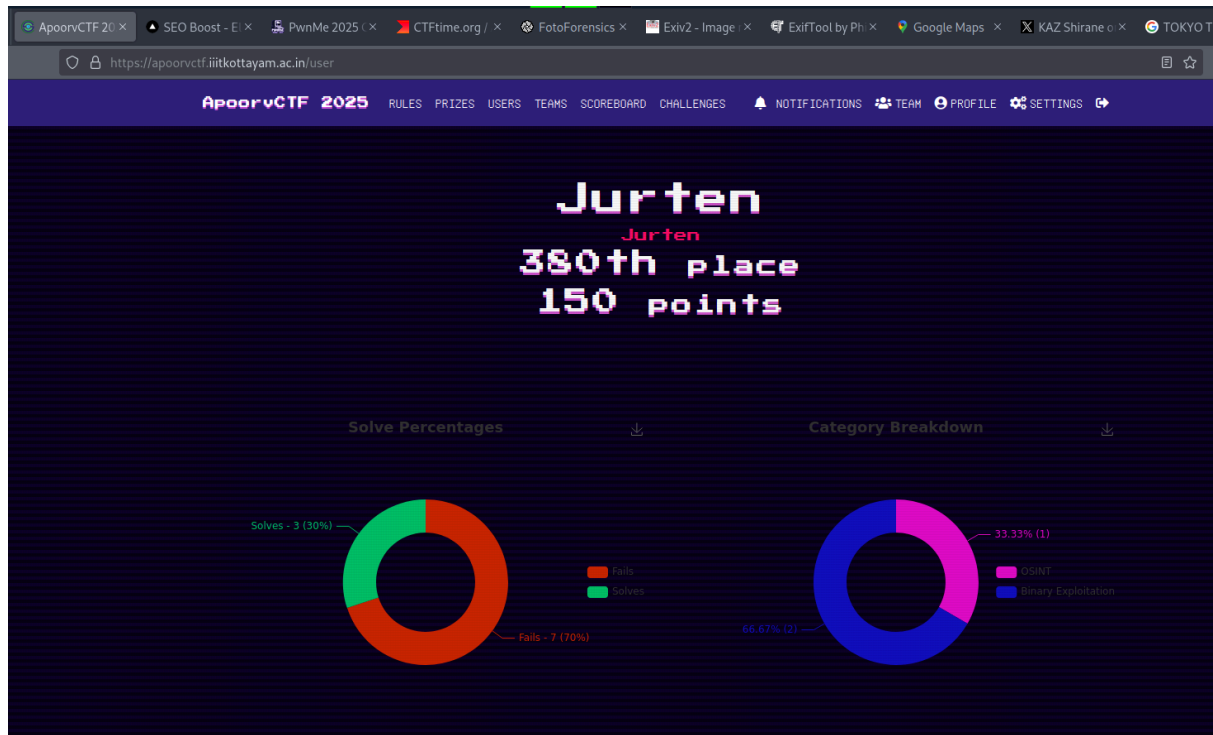 ApoorvCTF 20
SEO Boost - El
PwnMe 2025 C
CTFtime.org /
FotoForensics
Exiv2 - Image
ExifTool by Ph
Google Maps
KAZ Shirane o
TOKYO T
https://apoorvctf.iiitkottayam.ac.in/user
ApoorvCTF 2025 RULES PRIZES USERS TEAMS SCOREBOARD CHALLENGES NOTIFICATIONS TEAM PROFILE SETTINGS
Jurten
Jurten
380th place
150 points
Solve Percentages
Category Breakdown
Solves - 3 (30%)
Fails - 7 (70%)
Fails
Solves
33.33% (1)
66.67% (2)
OSINT
Binary Exploitation